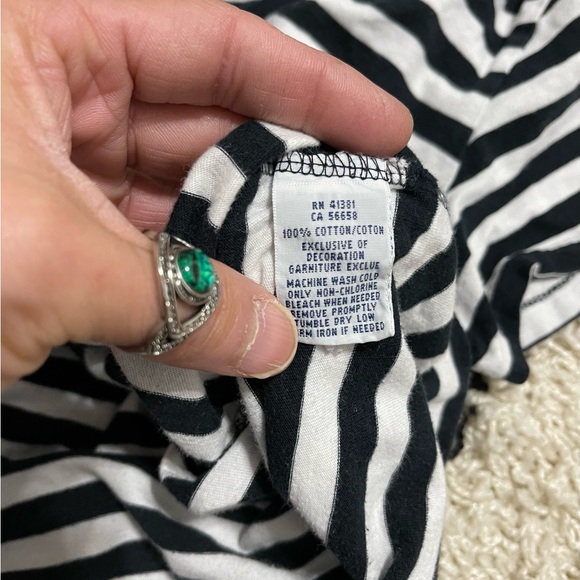 RN 41381
CA 56658
100% COTTON/COTON
EXCLUSIVE OF
DECORATION
GARNITURE EXCLUE
MACHINE WASH COLD
ONLY NON-CHLORINE
BLEACH WHEN NEEDED
REMOVE PROMPTLY
TUMBLE DRY LOW
RM IRON IF NEEDED